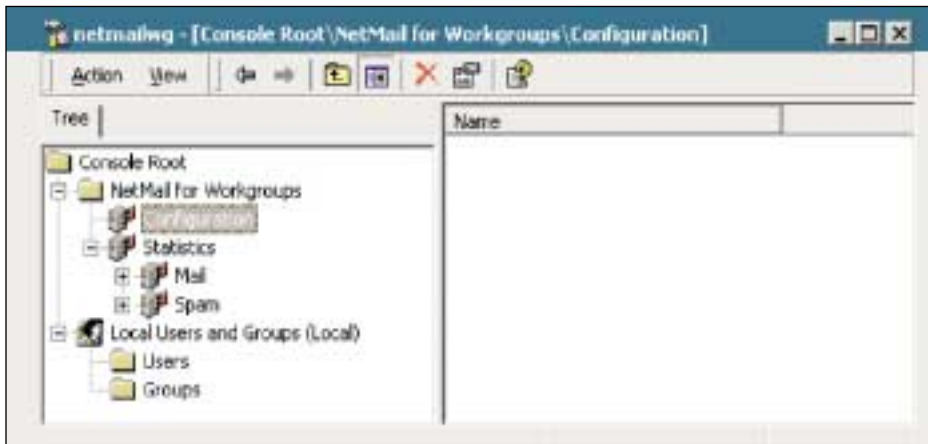 netmailwg - [Console Root\NetMail for Workgroups\Configuration]
Action View
Tree
Name
Console Root
NetMail for Workgroups
Configuration
Statistics
Mail
Spam
Local Users and Groups (Local)
Users
Groups